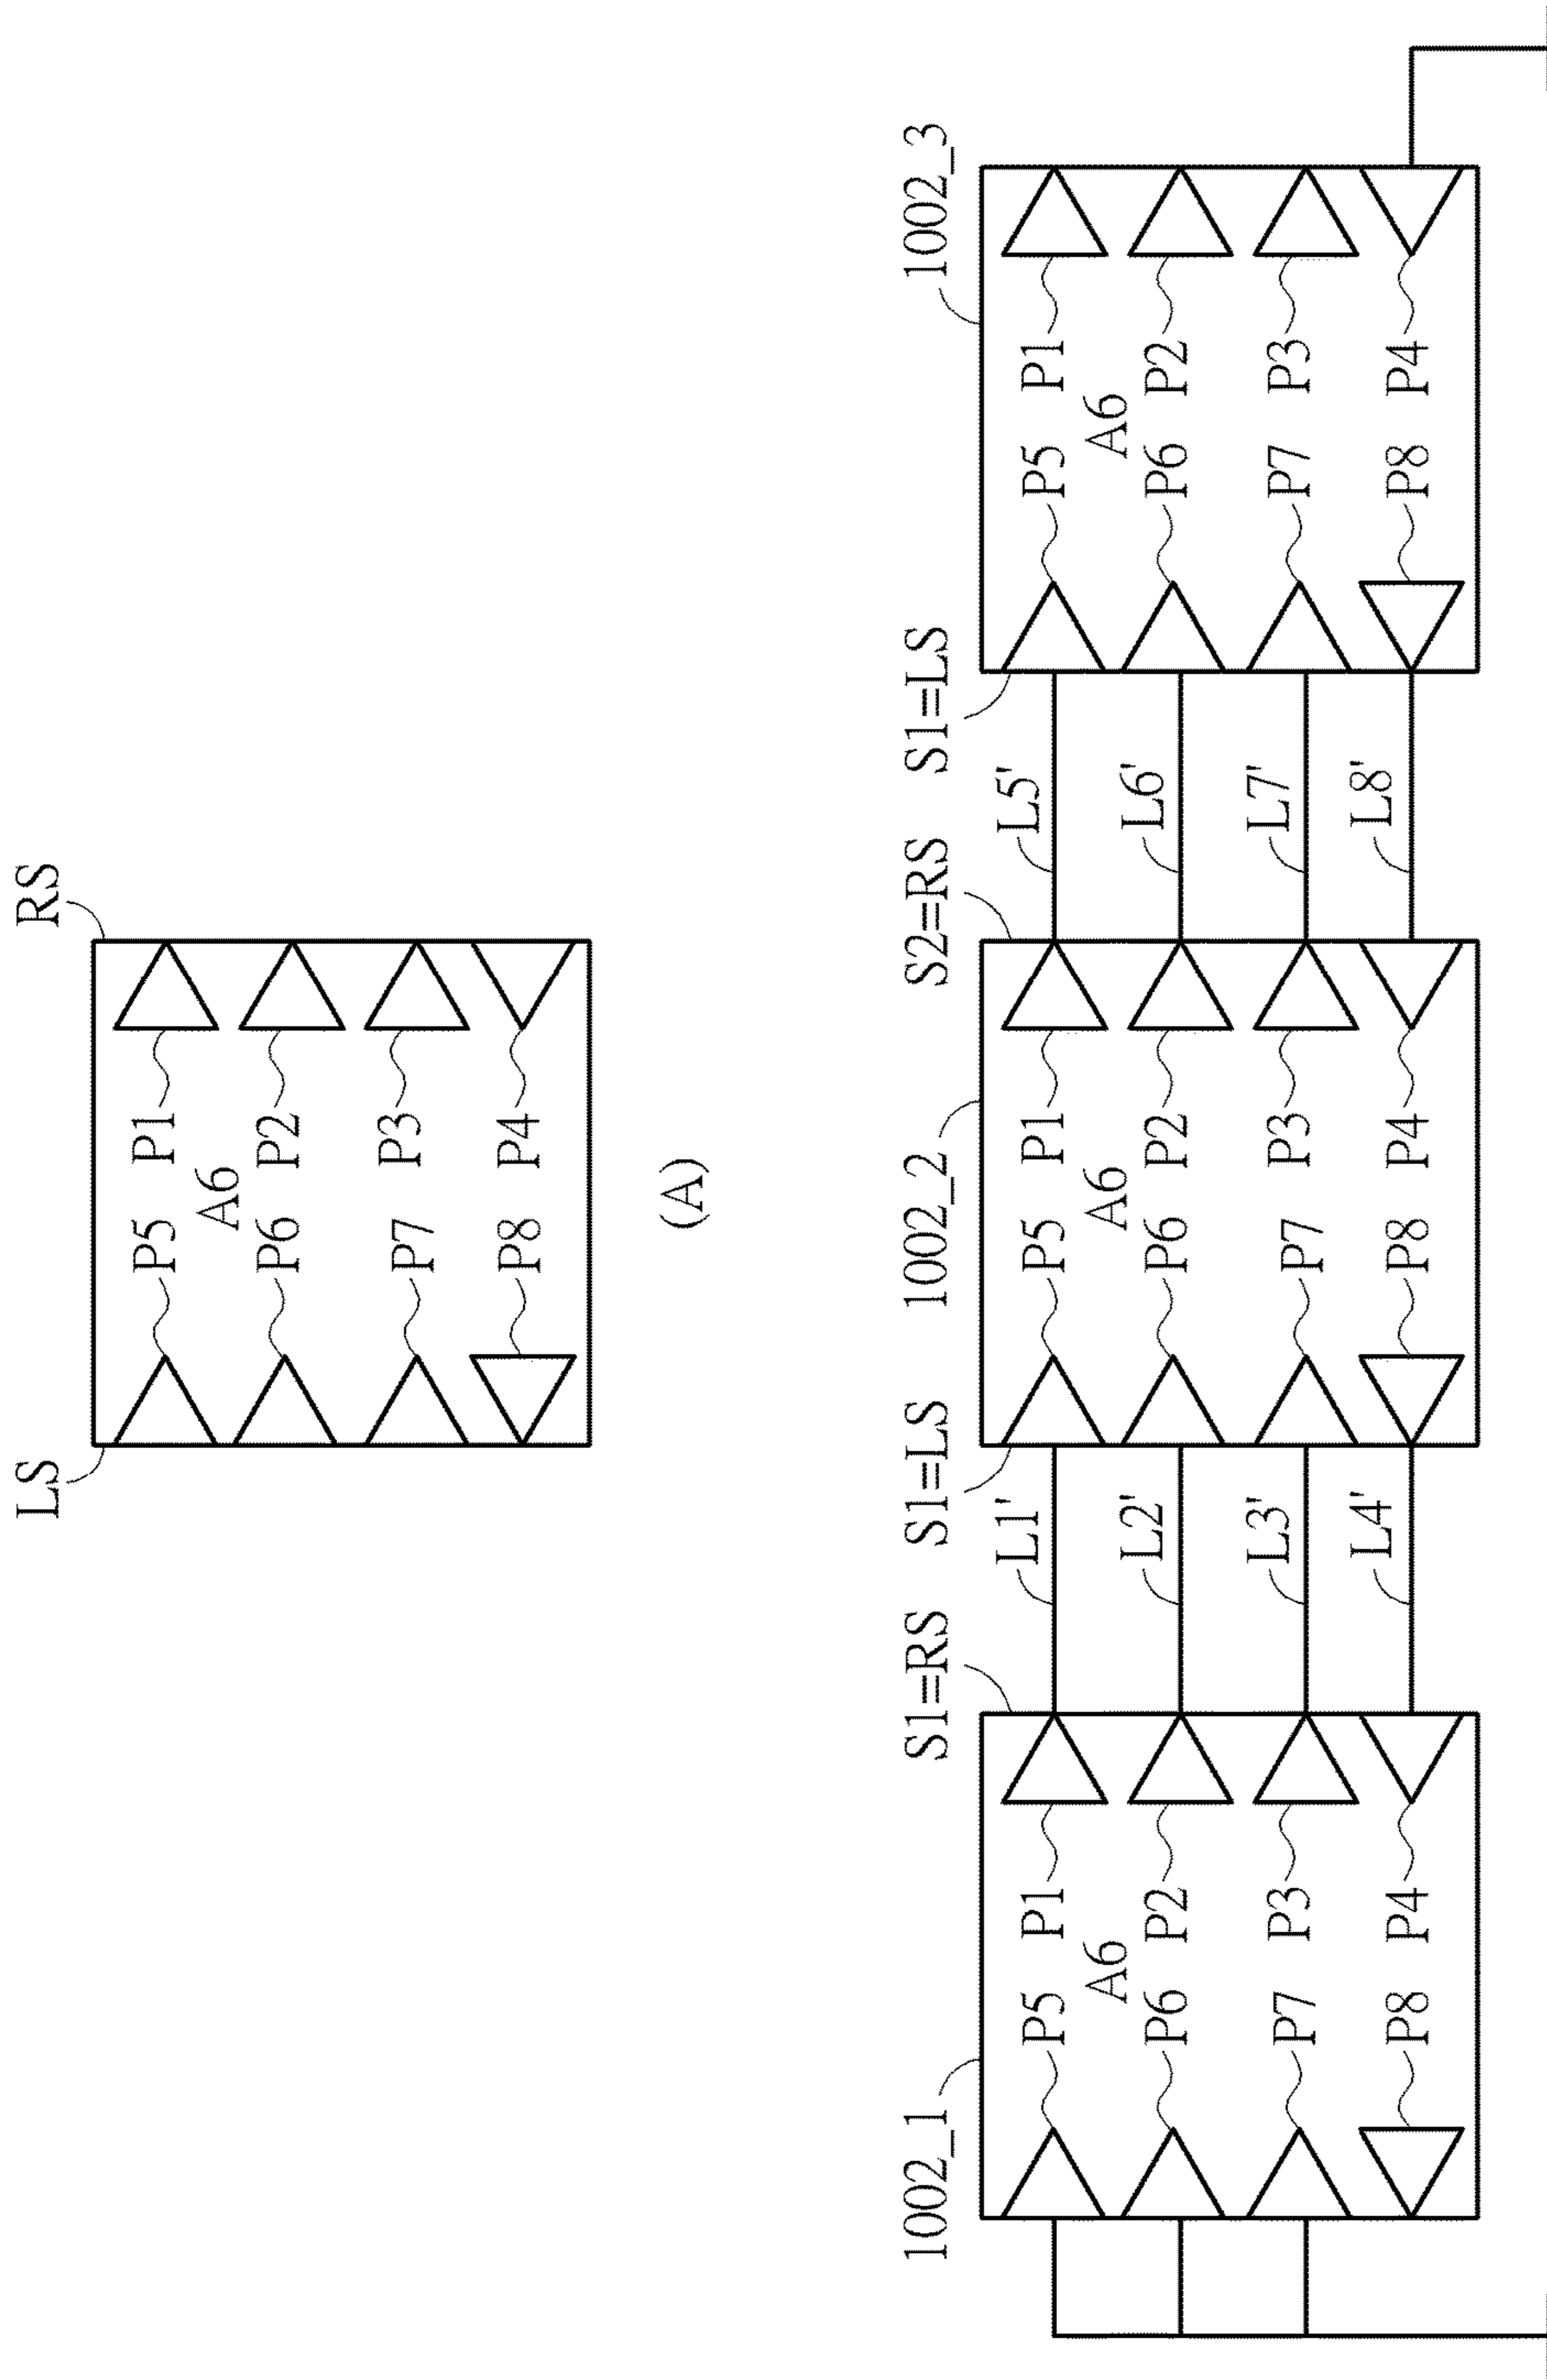 LS
RS
P5
P1
A6
P6
P2
P7
P3
P8
P4
(A)
1002_1
S1=RS
S1=LS
1002_2
S2=RS
S1=LS
1002_3
P5
P1
A6
P6
P2
P7
P3
P8
P4
L1'
L2'
L3'
L4'
P5
P1
A6
P6
P2
P7
P3
P8
P4
L5'
L6'
L7'
L8'
P5
P1
A6
P6
P2
P7
P3
P8
P4